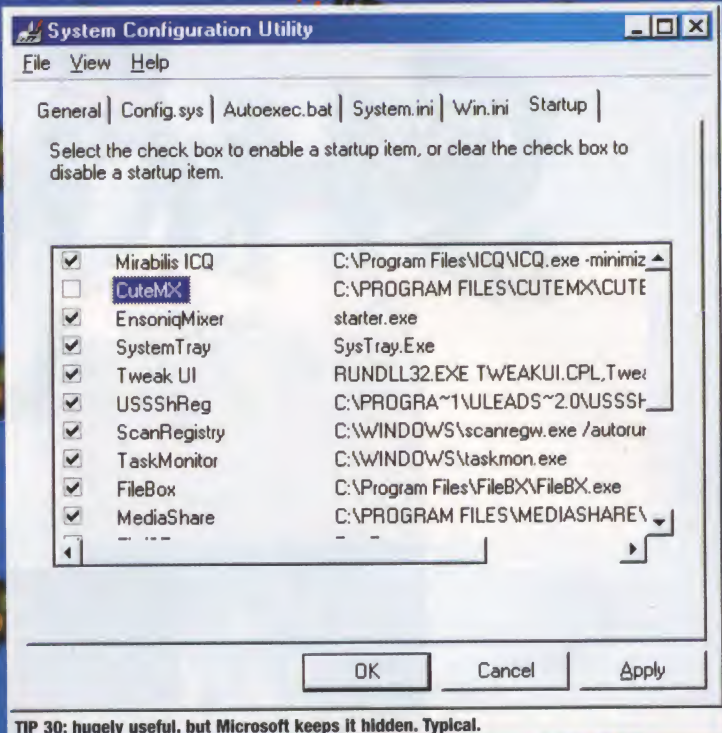 System Configuration Utility
File View Help
General Config.sys Autoexec.bat System.ini Win.ini Startup
Select the check box to enable a startup item, or clear the check box to
disable a startup item.
Mirabilis ICQ C:\Program Files\ICQ\ICQ.exe -minimiz
CuteMX C:\PROGRAM FILES\CUTEMX\CUTE
EnsoniqMixer starter.exe
SystemTray SysTray.Exe
Tweak UI RUNDLL32.EXE TWEAKUI.CPL,Twea
USSShReg C:\PROGRA~1\ULEADS~2.0\USSSH
ScanRegistry C:\WINDOWS\scanregw.exe /autorur
TaskMonitor C:\WINDOWS\taskmon.exe
FileBox C:\Program Files\FileBX\FileBX.exe
MediaShare C:\PROGRAM FILES\MEDIASHARE\
OK Cancel Apply
TIP 30: hugely useful, but Microsoft keeps it hidden. Typical.